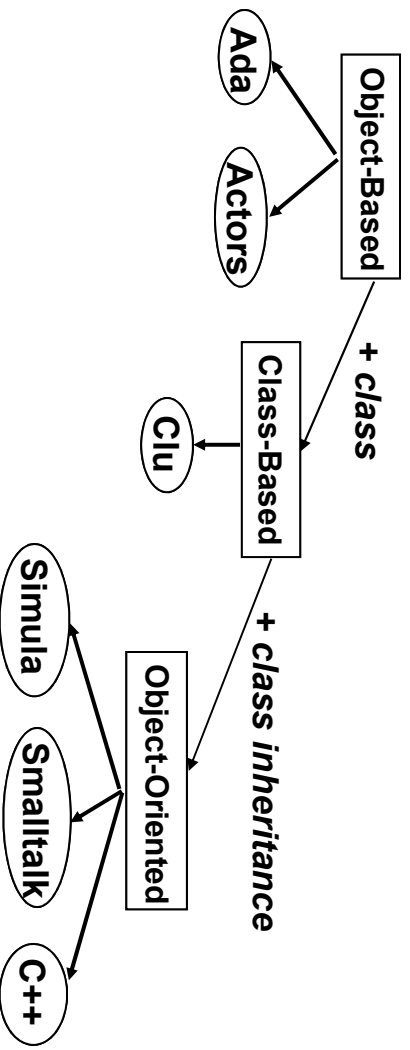 Object-Based
+ class
Ada
Actors
Class-Based
+ class inheritance
Clu
Object-Oriented
Simula
Smalltalk
C++